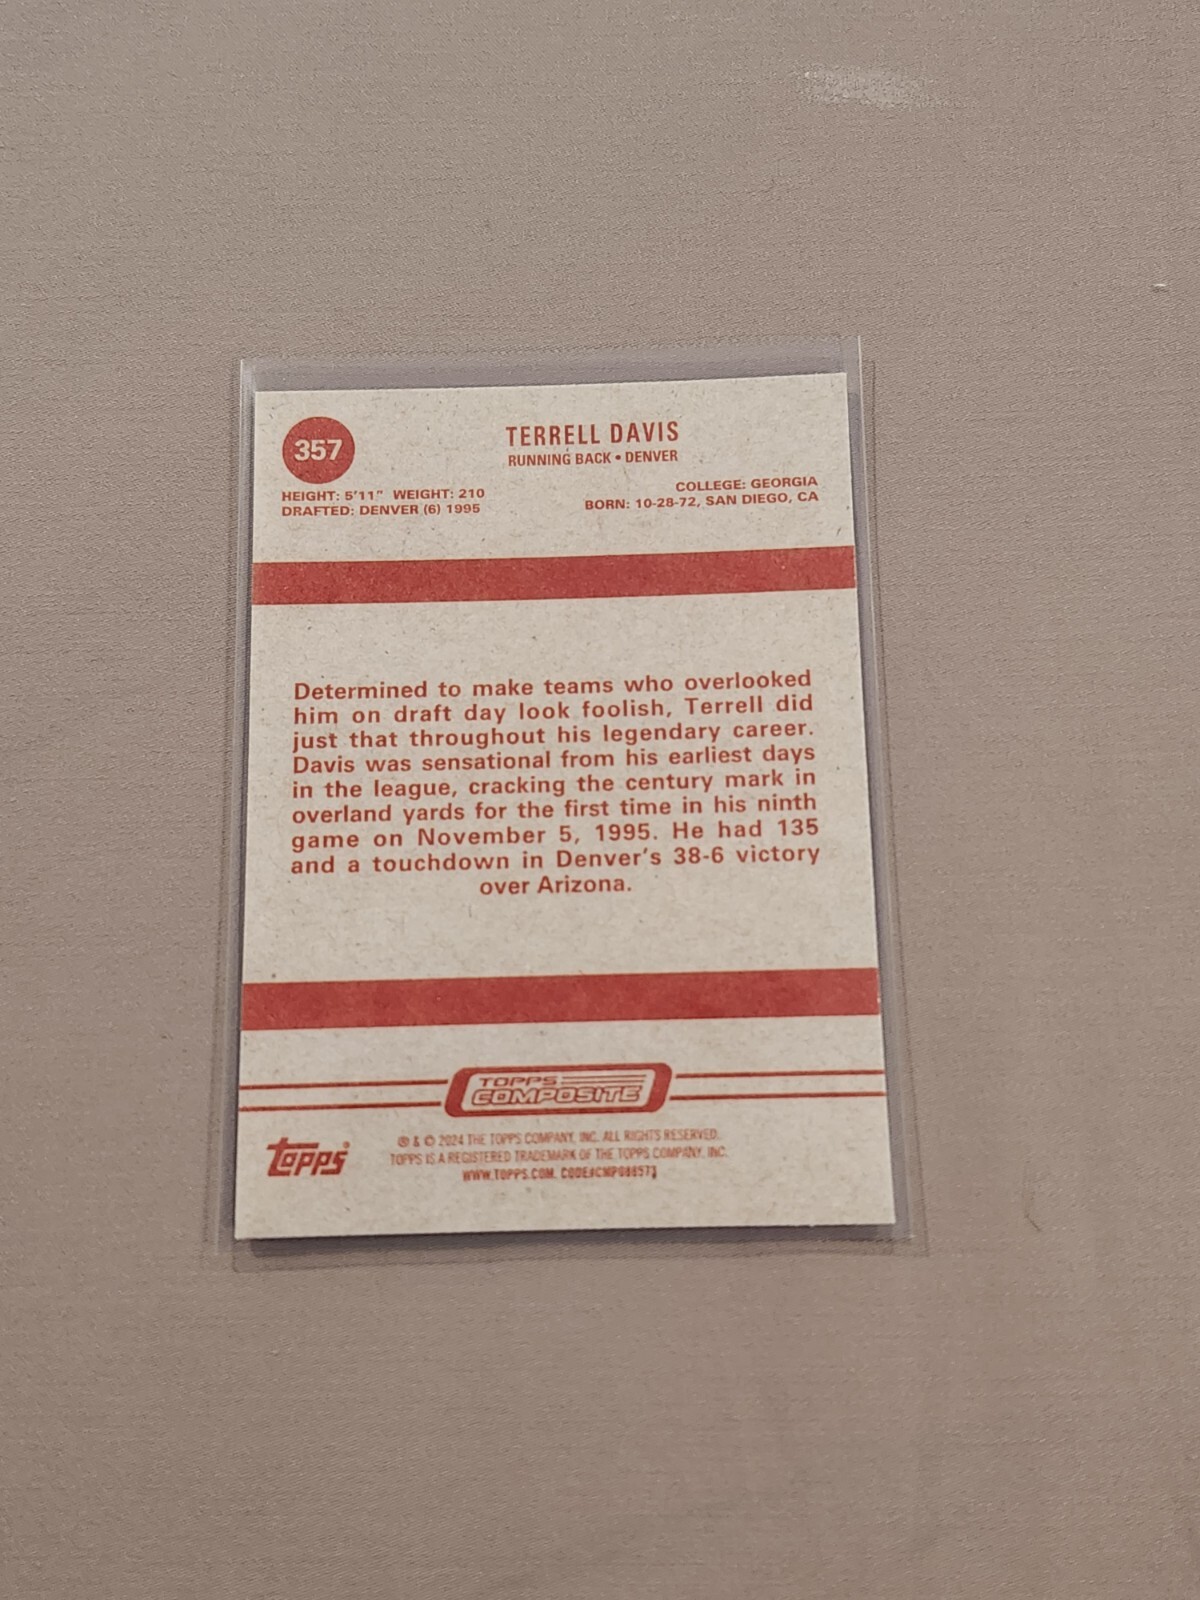 357
TERRELL DAVIS
RUNNING BACK • DENVER
HEIGHT: 5'11" WEIGHT: 210
DRAFTED: DENVER (6) 1995
COLLEGE: GEORGIA
BORN: 10-28-72, SAN DIEGO, CA
Determined to make teams who overlooked
him on draft day look foolish, Terrell did
just that throughout his legendary career.
Davis was sensational from his earliest days
in the league, cracking the century mark in
overland yards for the first time in his ninth
game on November 5, 1995. He had 135
and a touchdown in Denver's 38-6 victory
over Arizona.
TOPPS
COMPOSITE
Topps
® & © 2024 THE TOPPS COMPANY, INC. ALL RIGHTS RESERVED.
TOPPS IS A REGISTERED TRADEMARK OF THE TOPPS COMPANY, INC.
WWW.TOPPS.COM.